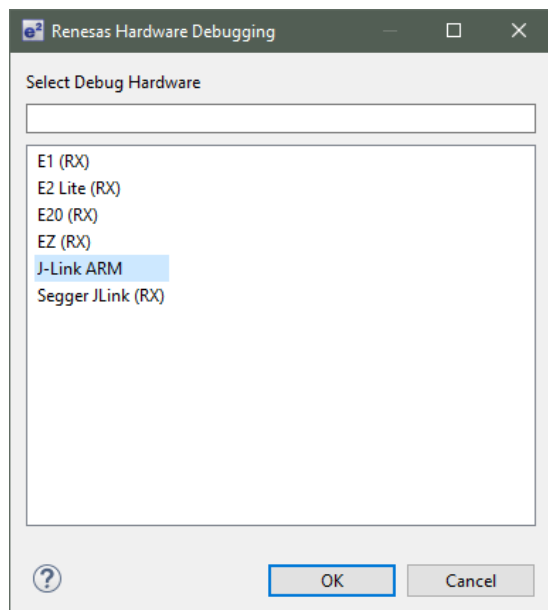 e² Renesas Hardware Debugging
Select Debug Hardware
E1 (RX)
E2 Lite (RX)
E20 (RX)
EZ (RX)
J-Link ARM
Segger JLink (RX)
?
OK
Cancel